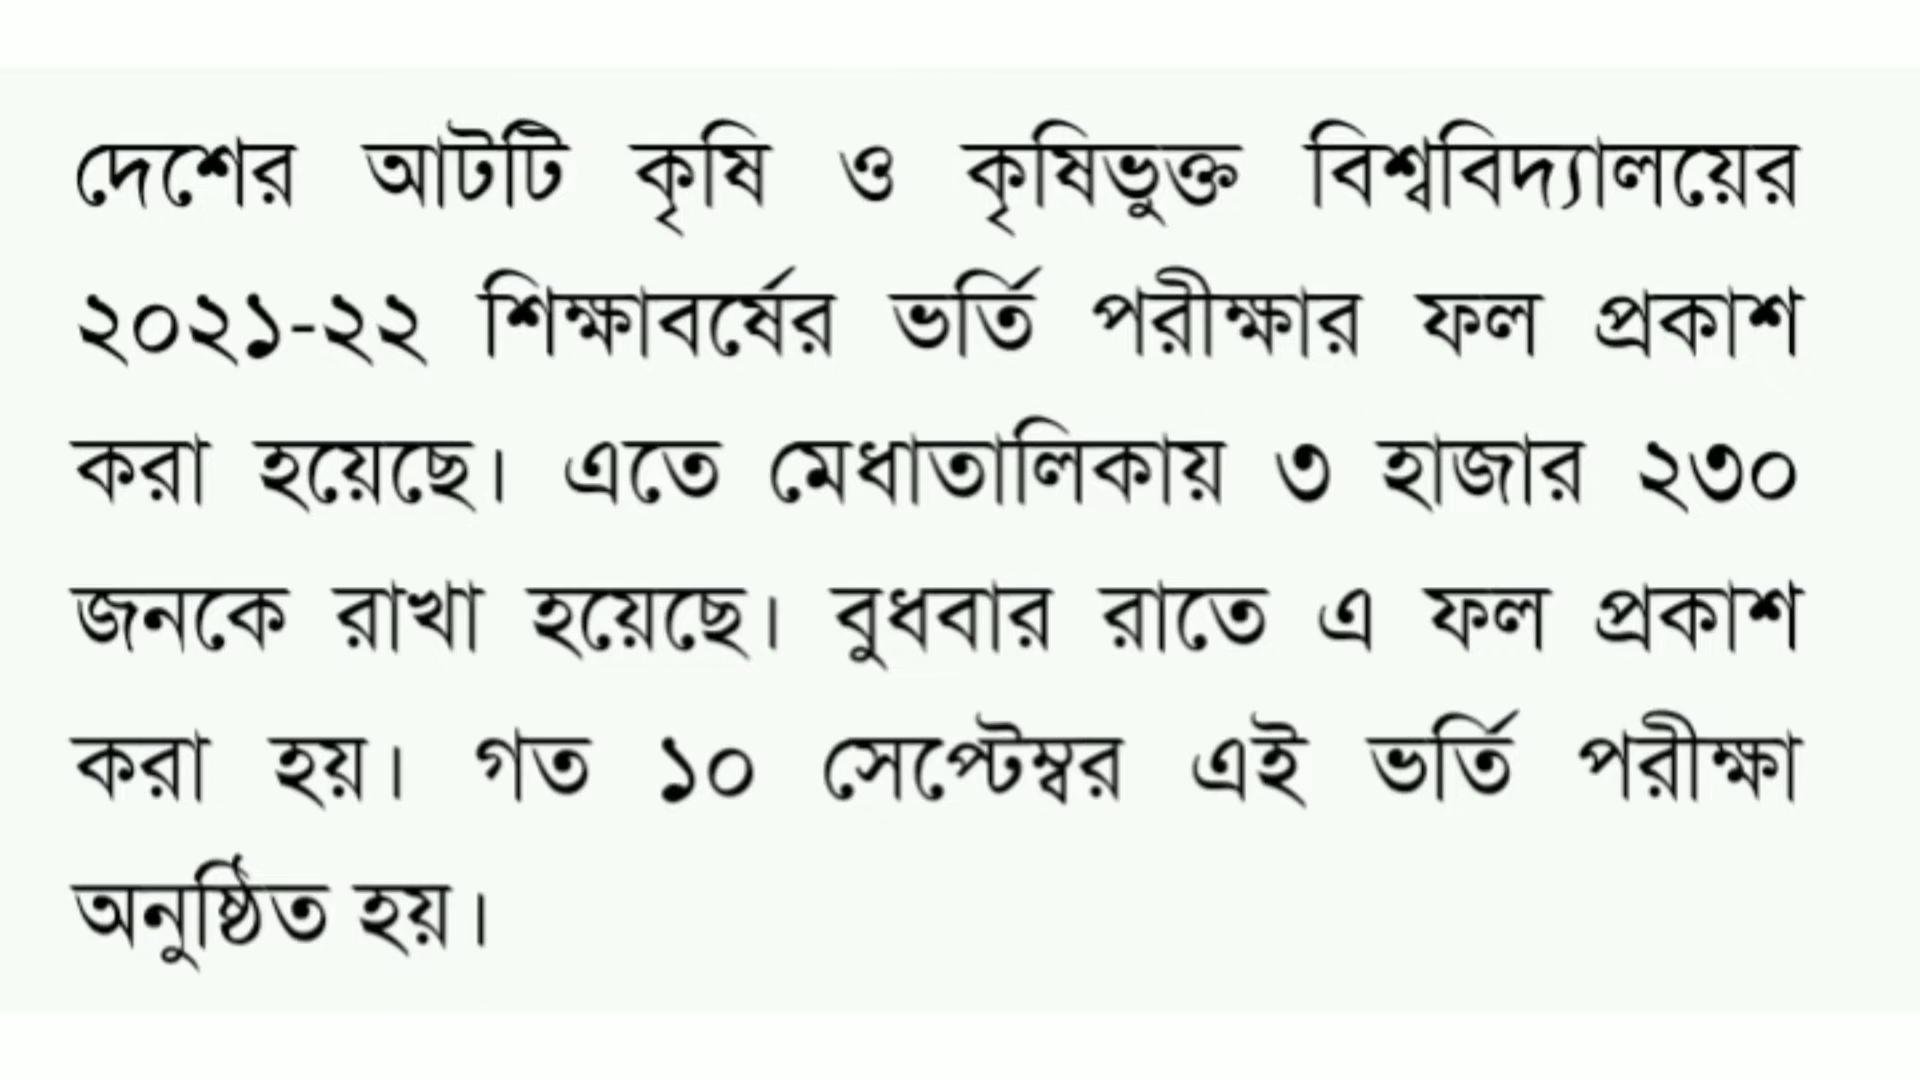 দেশের আটটি কৃষি ও কৃষিভুক্ত বিশ্ববিদ্যালয়ের
২০২১-২২ শিক্ষাবর্ষের ভর্তি পরীক্ষার ফল প্রকাশ
করা হয়েছে। এতে মেধাতালিকায় ৩ হাজার ২৩০
জনকে রাখা হয়েছে। বুধবার রাতে এ ফল প্রকাশ
করা হয়। গত ১০ সেপ্টেম্বর এই ভর্তি পরীক্ষা
অনুষ্ঠিত হয়।